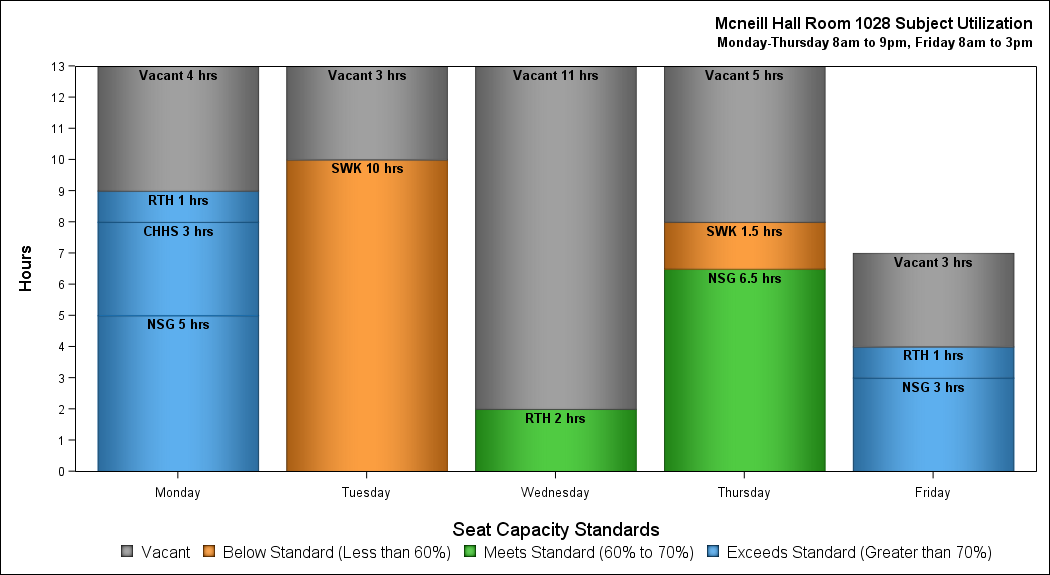 Mcneill Hall Room 1028 Subject Utilization
Monday-Thursday 8am to 9pm, Friday 8am to 3pm
Hours
13
12
11
10
9
8
7
6
5
4
3
2
1
0
Vacant 4 hrs
RTH 1 hrs
CHHS 3 hrs
NSG 5 hrs
Vacant 3 hrs
SWK 10 hrs
Vacant 11 hrs
RTH 2 hrs
Vacant 5 hrs
SWK 1.5 hrs
NSG 6.5 hrs
Vacant 3 hrs
RTH 1 hrs
NSG 3 hrs
Monday
Tuesday
Wednesday
Thursday
Friday
Seat Capacity Standards
Vacant
Below Standard (Less than 60%)
Meets Standard (60% to 70%)
Exceeds Standard (Greater than 70%)